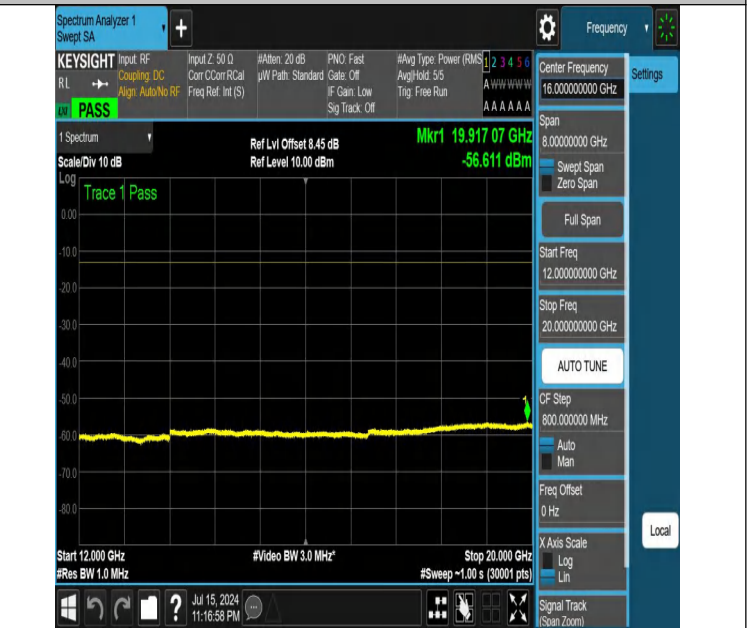 Spectrum Analyzer 1
Swept SA
+
Frequency
KEYSIGHT
RL
LXI
PASS
Input: RF
Coupling: DC
Align: Auto/No RF
Input Z: 50 Ω
Corr CCorr RCal
Freq Ref: Int (S)
#Atten: 20 dB
µW Path: Standard
PNO: Fast
Gate: Off
IF Gain: Low
Sig Track: Off
#Avg Type: Power (RMS
Avg|Hold: 5/5
Trig: Free Run
1 2 3 4 5 6
A W W W W W
A A A A A A
1 Spectrum
Scale/Div 10 dB
Log
Ref Lvl Offset 8.45 dB
Ref Level 10.00 dBm
Mkr1 19.917 07 GHz
-56.611 dBm
Trace 1 Pass
0.00
-10.0
-20.0
-30.0
-40.0
-50.0
-60.0
-70.0
-80.0
1
Start 12.000 GHz
#Res BW 1.0 MHz
#Video BW 3.0 MHz*
Stop 20.000 GHz
#Sweep ~1.00 s (30001 pts)
Jul 15, 2024
11:16:58 PM
?
Center Frequency
16.000000000 GHz
Settings
Span
8.00000000 GHz
Swept Span
Zero Span
Full Span
Start Freq
12.000000000 GHz
Stop Freq
20.000000000 GHz
AUTO TUNE
CF Step
800.000000 MHz
Auto
Man
Freq Offset
0 Hz
X Axis Scale
Log
Lin
Local
Signal Track
(Span Zoom)